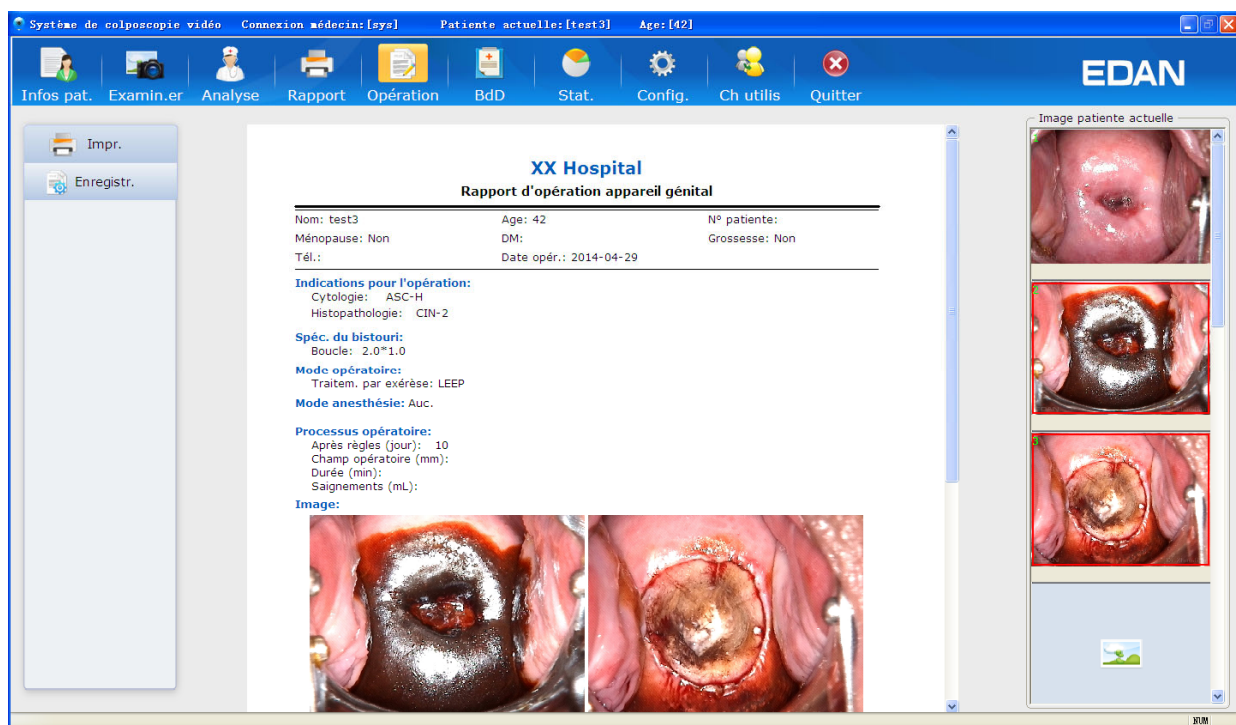 Système de colposcopie vidéo Connexion médecin:[sys] Patiente actuelle:[test3] Age:[42]
Infos pat. Examin.er Analyse Rapport Opération BdD Stat. Config. Ch utilis Quitter
EDAN
Impr.
Enregistr.
XX Hospital
Rapport d'opération appareil génital
Nom: test3 Age: 42 N° patiente:
Ménopause: Non DM: Grossesse: Non
Tél.: Date opér.: 2014-04-29
Indications pour l'opération:
Cytologie: ASC-H
Histopathologie: CIN-2
Spéc. du bistouri:
Boucle: 2.0*1.0
Mode opératoire:
Traitem. par exérèse: LEEP
Mode anesthésie: Auc.
Processus opératoire:
Après règles (jour): 10
Champ opératoire (mm):
Durée (min):
Saignements (mL):
Image:
Image patiente actuelle
NUM